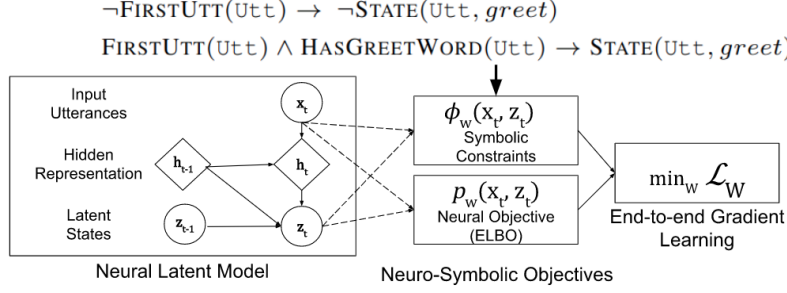 ¬FIRSTUTT(Utt) → ¬STATE(Utt, greet)
FIRSTUTT(Utt) ∧ HASGREETWORD(Utt) → STATE(Utt, greet)
Input
Utterances
x_t
Hidden
Representation
h_{t-1}
h_t
Latent
States
z_{t-1}
z_t
Neural Latent Model
ϕ_w(x_t, z_t)
Symbolic
Constraints
p_w(x_t, z_t)
Neural Objective
(ELBO)
Neuro-Symbolic Objectives
min_w ℒ_W
End-to-end Gradient
Learning